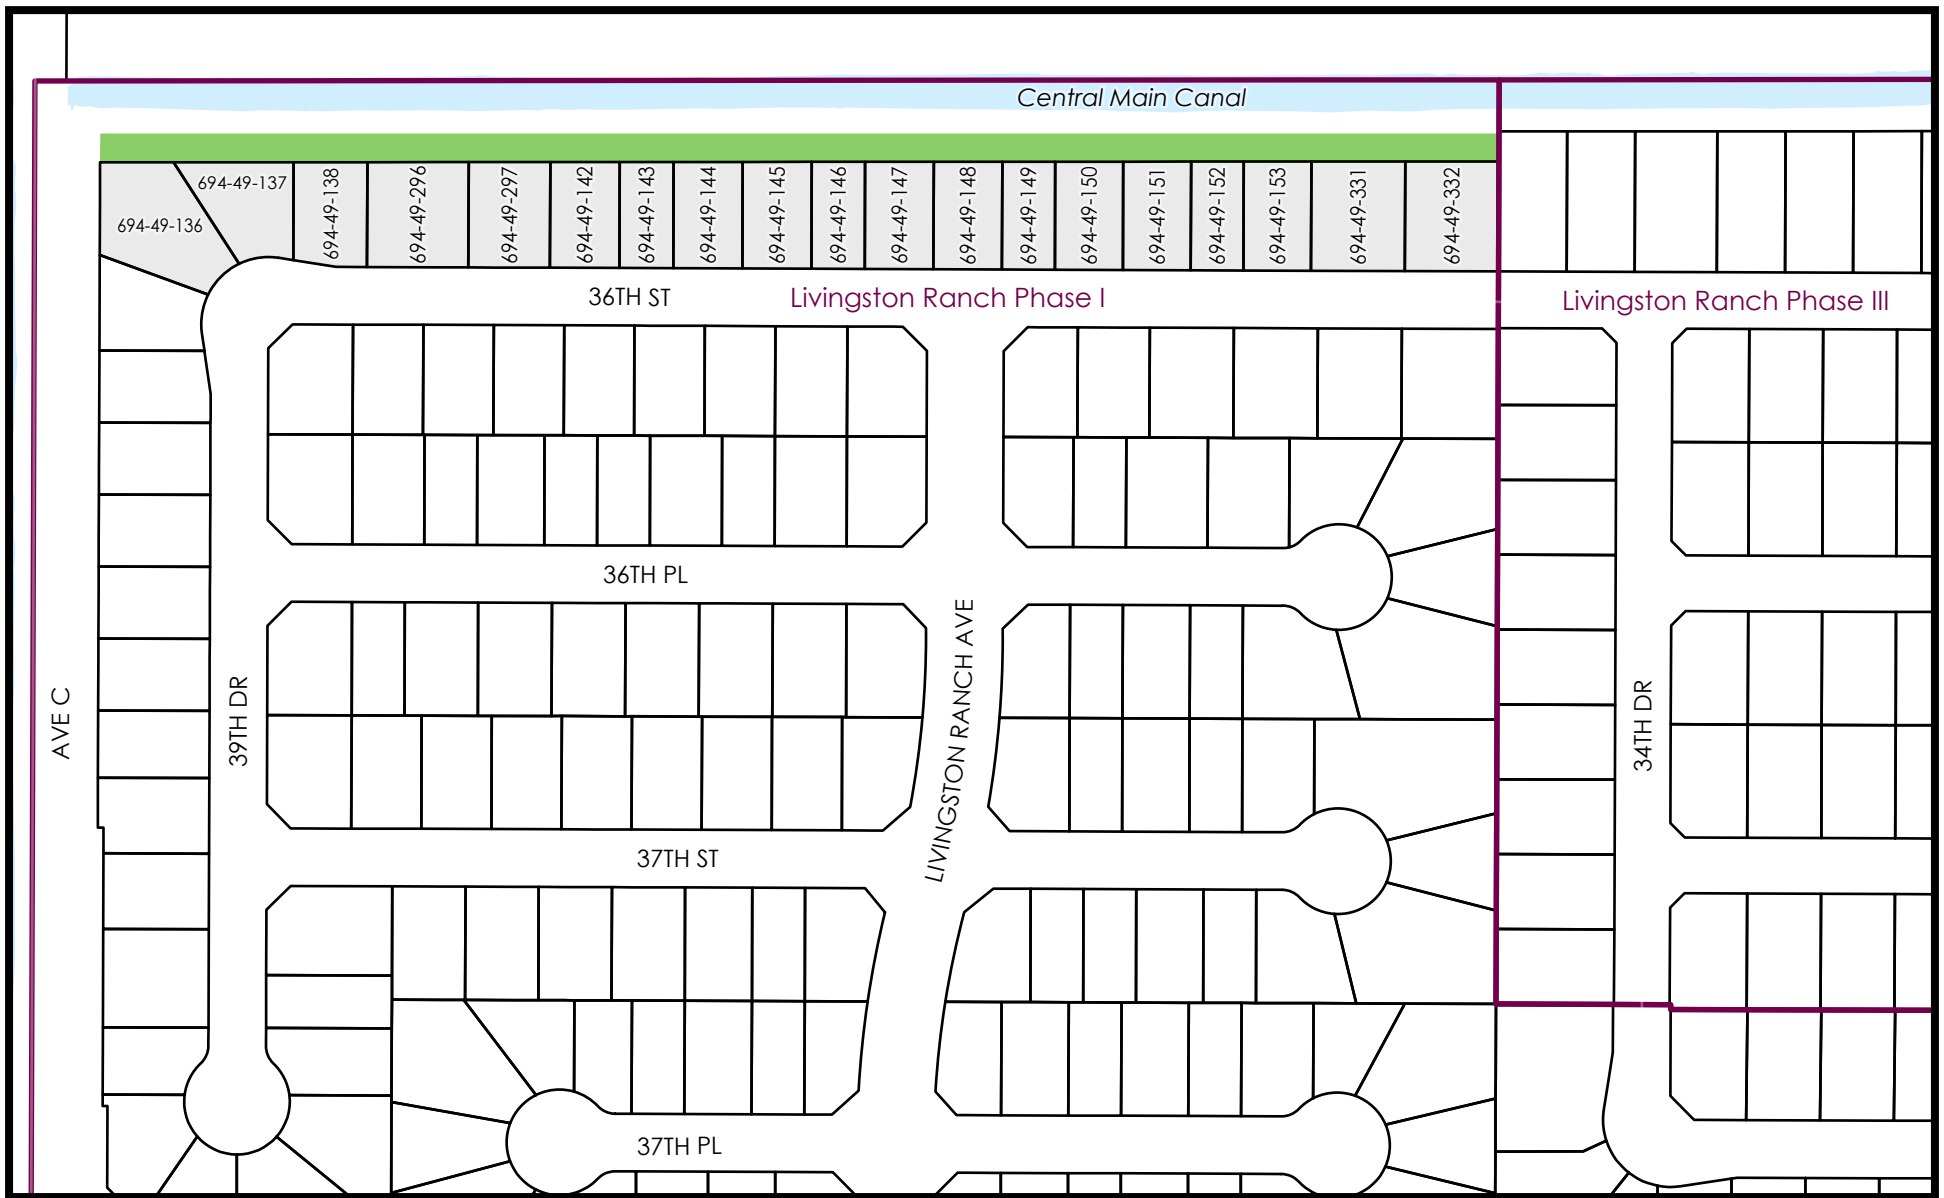 Central Main Canal
694-49-136
694-49-137
694-49-138
694-49-296
694-49-297
694-49-142
694-49-143
694-49-144
694-49-145
694-49-146
694-49-147
694-49-148
694-49-149
694-49-150
694-49-151
694-49-152
694-49-153
694-49-331
694-49-332
36TH ST
Livingston Ranch Phase I
Livingston Ranch Phase III
36TH PL
AVE C
39TH DR
LIVINGSTON RANCH AVE
34TH DR
37TH ST
37TH PL